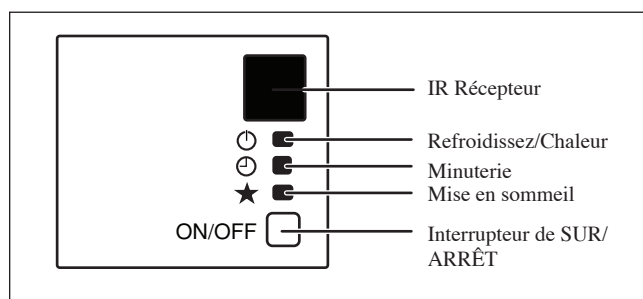 IR Récepteur
Refroidissez/Chaleur
Minuterie
Mise en sommeil
ON/OFF
Interrupteur de SUR/
ARRÊT